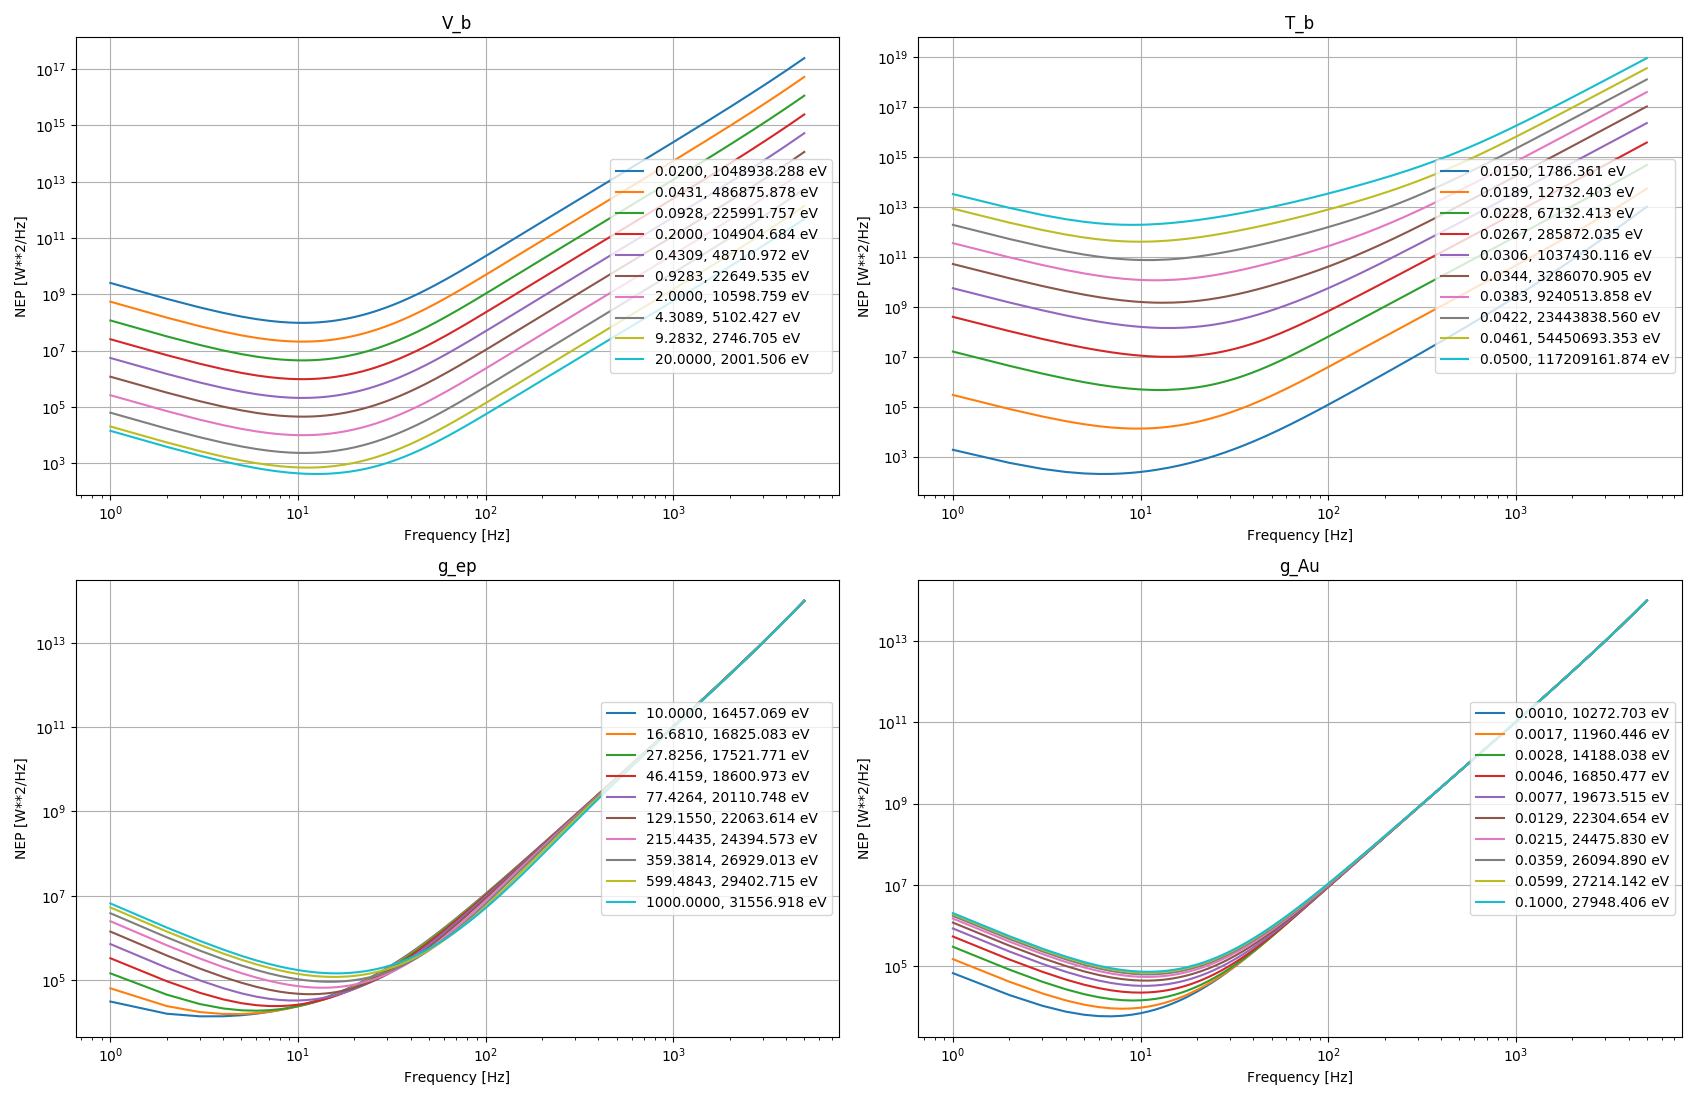 V_b
10^17
10^15
10^13
10^11
10^9
10^7
10^5
10^3
NEP [W**2/Hz]
0.0200, 1048938.288 eV
0.0431, 486875.878 eV
0.0928, 225991.757 eV
0.2000, 104904.684 eV
0.4309, 48710.972 eV
0.9283, 22649.535 eV
2.0000, 10598.759 eV
4.3089, 5102.427 eV
9.2832, 2746.705 eV
20.0000, 2001.506 eV
10^0 10^1 10^2 10^3
Frequency [Hz]
T_b
10^19
10^17
10^15
10^13
10^11
10^9
10^7
10^5
10^3
NEP [W**2/Hz]
0.0150, 1786.361 eV
0.0189, 12732.403 eV
0.0228, 67132.413 eV
0.0267, 285872.035 eV
0.0306, 1037430.116 eV
0.0344, 3286070.905 eV
0.0383, 9240513.858 eV
0.0422, 23443838.560 eV
0.0461, 54450693.353 eV
0.0500, 117209161.874 eV
10^0 10^1 10^2 10^3
Frequency [Hz]
g_ep
10^13
10^11
10^9
10^7
10^5
NEP [W**2/Hz]
10.0000, 16457.069 eV
16.6810, 16825.083 eV
27.8256, 17521.771 eV
46.4159, 18600.973 eV
77.4264, 20110.748 eV
129.1550, 22063.614 eV
215.4435, 24394.573 eV
359.3814, 26929.013 eV
599.4843, 29402.715 eV
1000.0000, 31556.918 eV
10^0 10^1 10^2 10^3
Frequency [Hz]
g_Au
10^13
10^11
10^9
10^7
10^5
NEP [W**2/Hz]
0.0010, 10272.703 eV
0.0017, 11960.446 eV
0.0028, 14188.038 eV
0.0046, 16850.477 eV
0.0077, 19673.515 eV
0.0129, 22304.654 eV
0.0215, 24475.830 eV
0.0359, 26094.890 eV
0.0599, 27214.142 eV
0.1000, 27948.406 eV
10^0 10^1 10^2 10^3
Frequency [Hz]